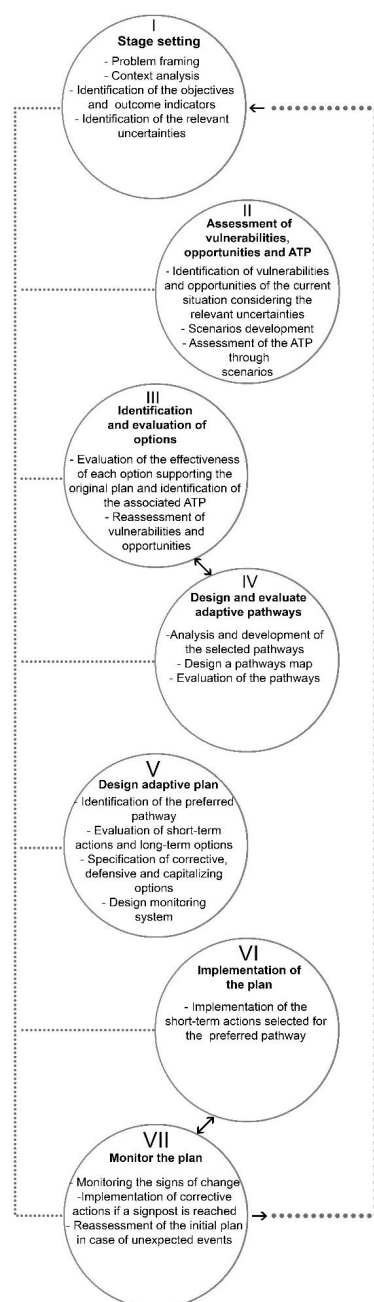 I
Stage setting
- Problem framing
- Context analysis
- Identification of the objectives
and outcome indicators
- Identification of the relevant
uncertainties
II
Assessment of
vulnerabilities,
opportunities and ATP
- Identification of vulnerabilities
and opportunities of the current
situation considering the
relevant uncertainties
- Scenarios development
- Assessment of the ATP
through
scenarios
III
Identification
and evaluation of
options
- Evaluation of the effectiveness
of each option supporting the
original plan and identification of
the associated ATP
- Reassessment of
vulnerabilities and
opportunities
IV
Design and evaluate
adaptive pathways
-Analysis and development of
the selected pathways
- Design a pathways map
- Evaluation of the pathways
V
Design adaptive plan
- Identification of the preferred
pathway
- Evaluation of short-term
actions and long-term options
- Specification of corrective,
defensive and capitalizing
options
- Design monitoring
system
VI
Implementation of
the plan
- Implementation of the
short-term actions selected for
the preferred pathway
VII
Monitor the plan
- Monitoring the signs of change
-Implementation of corrective
actions if a signpost is reached
- Reassessment of the initial plan
in case of unexpected events